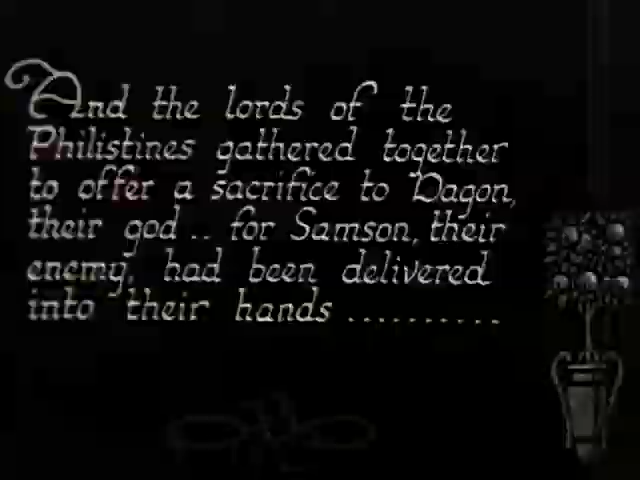 And the lords of the
Philistines gathered together
to offer a sacrifice to Dagon,
their god .. for Samson, their
enemy, had been delivered
into their hands ..........